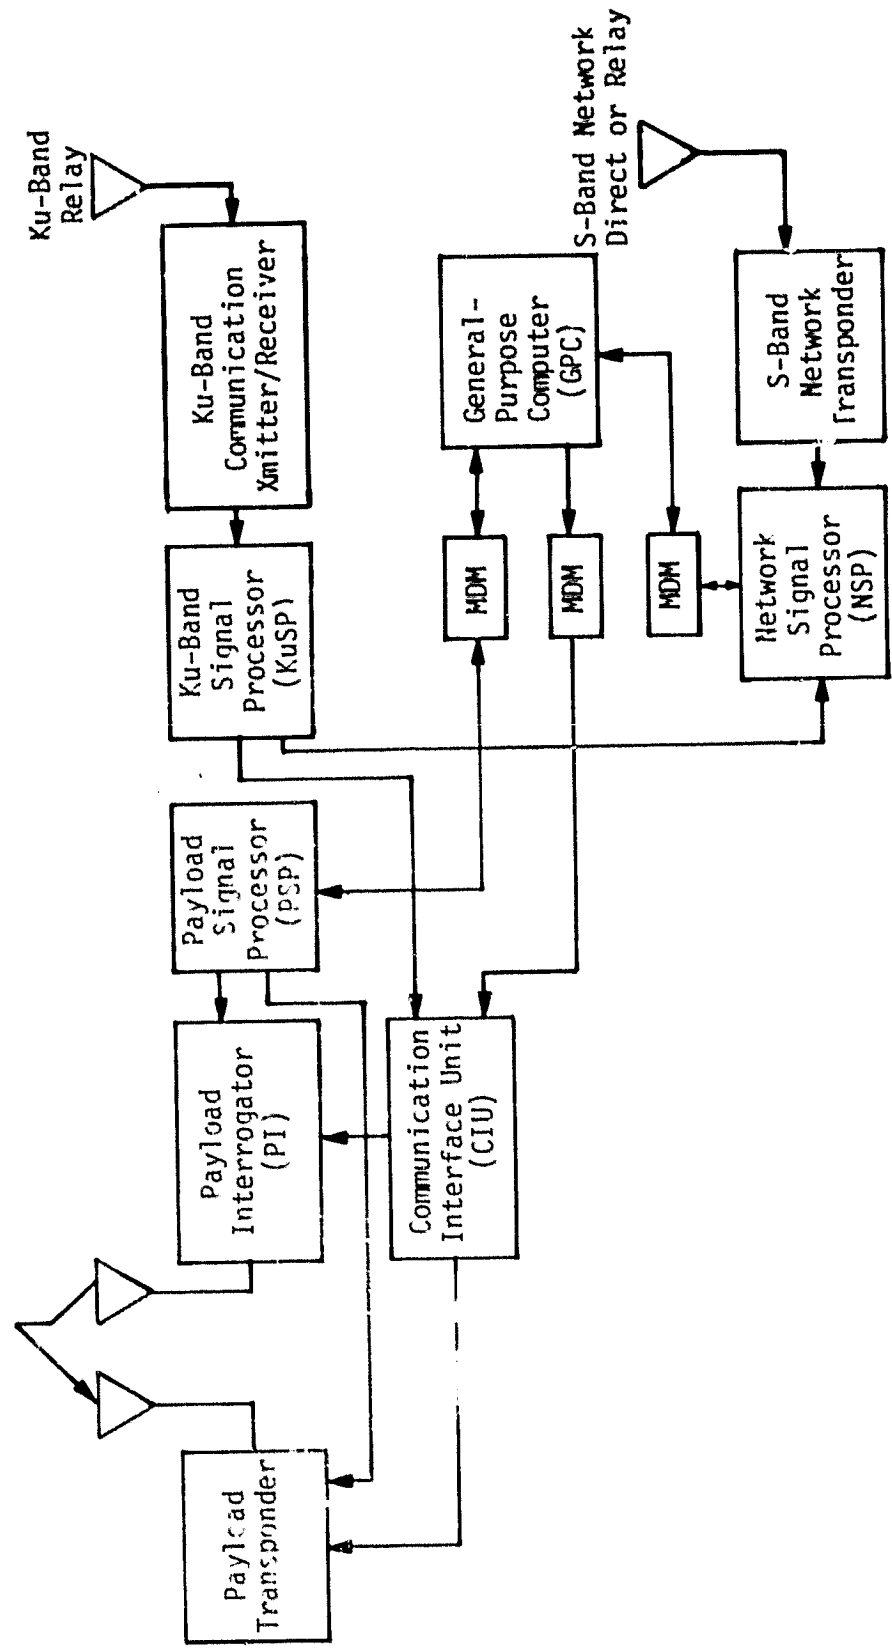 Ku-Band
Relay
Ku-Band
Communication
Xmitter/Receiver
Ku-Band
Signal
Processor
(KuSP)
Payload
Signal
Processor
(PSP)
Payload
Interrogator
(PI)
Payload
Transponder
Communication
Interface Unit
(CIU)
General-
Purpose
Computer
(GPC)
MDM
MDM
MDM
S-Band Network
Direct or Relay
S-Band
Network
Transponder
Network
Signal
Processor
(NSP)